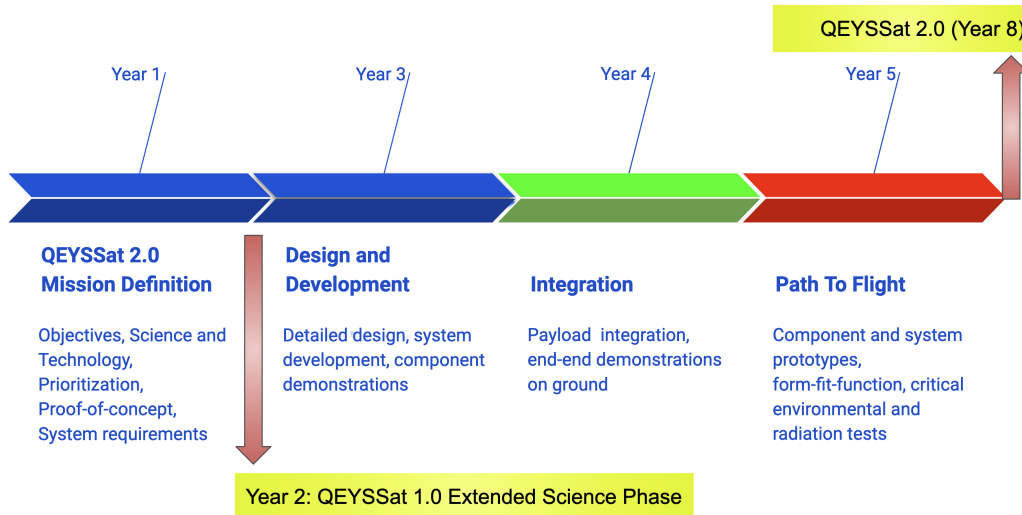 QEYSSat 2.0 (Year 8)
Year 1
Year 3
Year 4
Year 5
QEYSSat 2.0
Mission Definition
Objectives, Science and
Technology,
Prioritization,
Proof-of-concept,
System requirements
Design and
Development
Detailed design, system
development, component
demonstrations
Integration
Payload integration,
end-end demonstrations
on ground
Path To Flight
Component and system
prototypes,
form-fit-function, critical
environmental and
radiation tests
Year 2: QEYSSat 1.0 Extended Science Phase